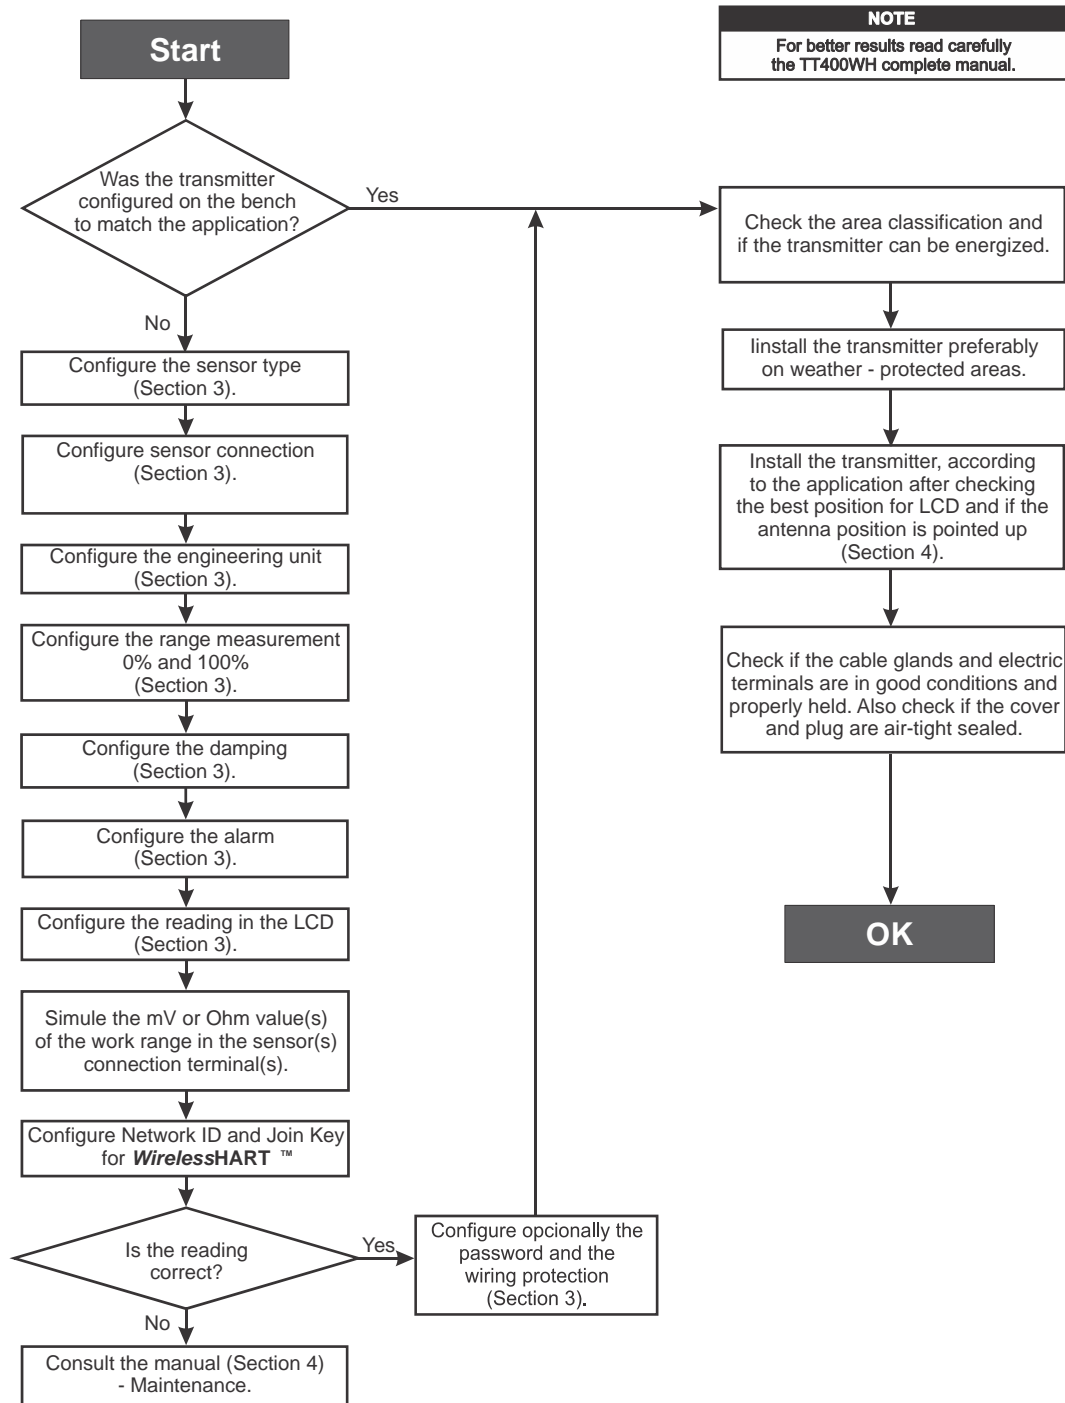 Start
NOTE
For better results read carefully
the TT400WH complete manual.
Was the transmitter
configured on the bench
to match the application?
Yes
No
Configure the sensor type
(Section 3).
Configure sensor connection
(Section 3).
Configure the engineering unit
(Section 3).
Configure the range measurement
0% and 100%
(Section 3).
Configure the damping
(Section 3).
Configure the alarm
(Section 3).
Configure the reading in the LCD
(Section 3).
Simule the mV or Ohm value(s)
of the work range in the sensor(s)
connection terminal(s).
Configure Network ID and Join Key
for WirelessHART ™
Is the reading
correct?
Yes
No
Consult the manual (Section 4)
- Maintenance.
Configure opcionally the
password and the
wiring protection
(Section 3).
Check the area classification and
if the transmitter can be energized.
Iinstall the transmitter preferably
on weather - protected areas.
Install the transmitter, according
to the application after checking
the best position for LCD and if the
antenna position is pointed up
(Section 4).
Check if the cable glands and electric
terminals are in good conditions and
properly held. Also check if the cover
and plug are air-tight sealed.
OK